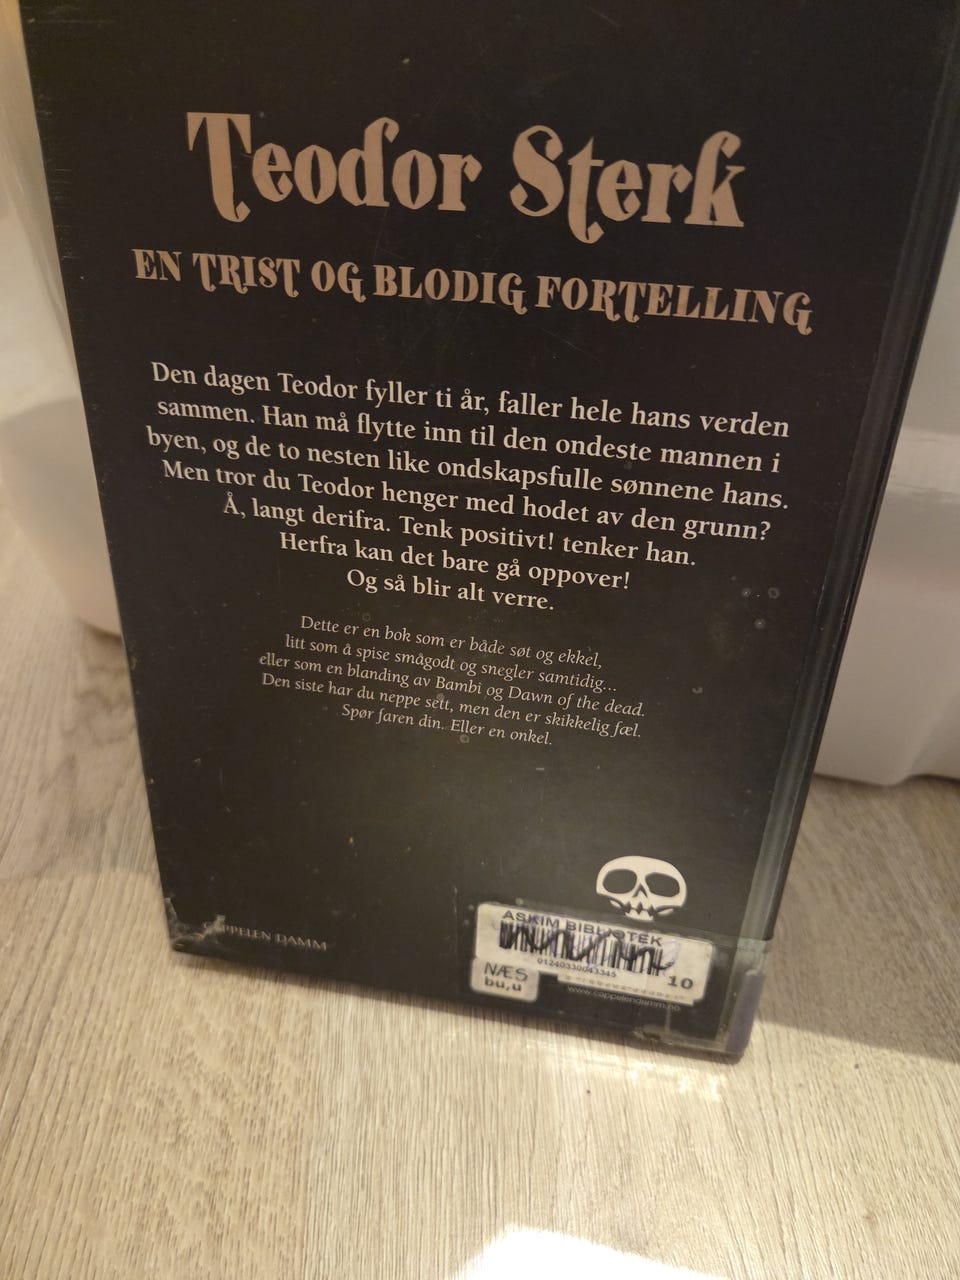 Teodor Sterk
EN TRIST OG BLODIG FORTELLING
Den dagen Teodor fyller ti år, faller hele hans verden
sammen. Han må flytte inn til den ondeste mannen i
byen, og de to nesten like ondskapsfulle sønnene hans.
Men tror du Teodor henger med hodet av den grunn?
Å, langt derifra. Tenk positivt! tenker han.
Herfra kan det bare gå oppover!
Og så blir alt verre.
Dette er en bok som er både søt og ekkel,
litt som å spise smågodt og snegler samtidig...
eller som en blanding av Bambi og Dawn of the dead.
Den siste har du neppe sett, men den er skikkelig fæl.
Spør faren din. Eller en onkel.
ASKIM BIBLIOTEK
01240330043345
10
NÆS
bu,u
PPELEN DAMM
www.cappelendamm.no